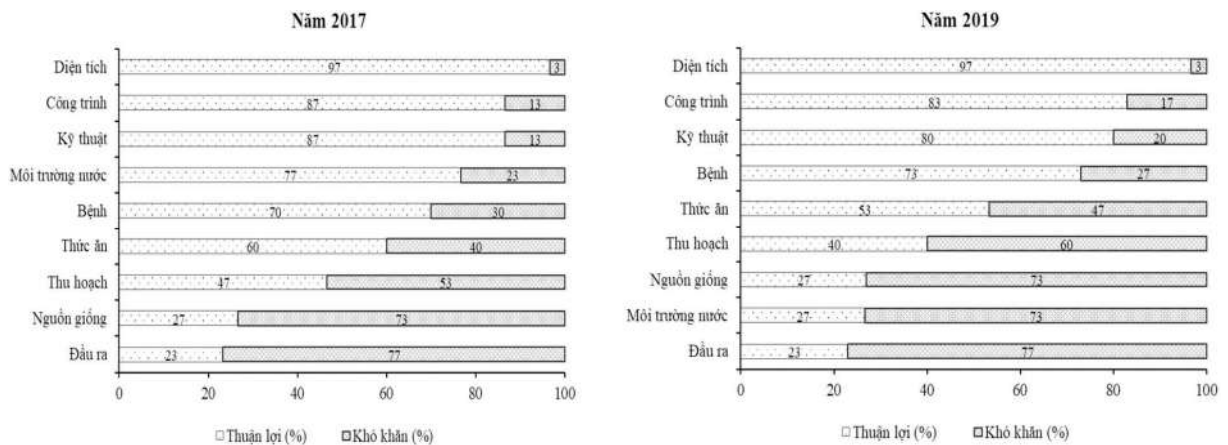 Năm 2017
Diện tích 97 3
Công trình 87 13
Kỹ thuật 87 13
Môi trường nước 77 23
Bệnh 70 30
Thức ăn 60 40
Thu hoạch 47 53
Nguồn giống 27 73
Đầu ra 23 77
0 20 40 60 80 100
Thuận lợi (%) Khó khăn (%)
Năm 2019
Diện tích 97 3
Công trình 83 17
Kỹ thuật 80 20
Bệnh 73 27
Thức ăn 53 47
Thu hoạch 40 60
Nguồn giống 27 73
Môi trường nước 27 73
Đầu ra 23 77
0 20 40 60 80 100
Thuận lợi (%) Khó khăn (%)